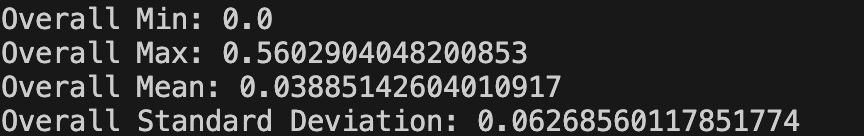 Overall Min: 0.0
Overall Max: 0.5602904048200853
Overall Mean: 0.03885142604010917
Overall Standard Deviation: 0.06268560117851774